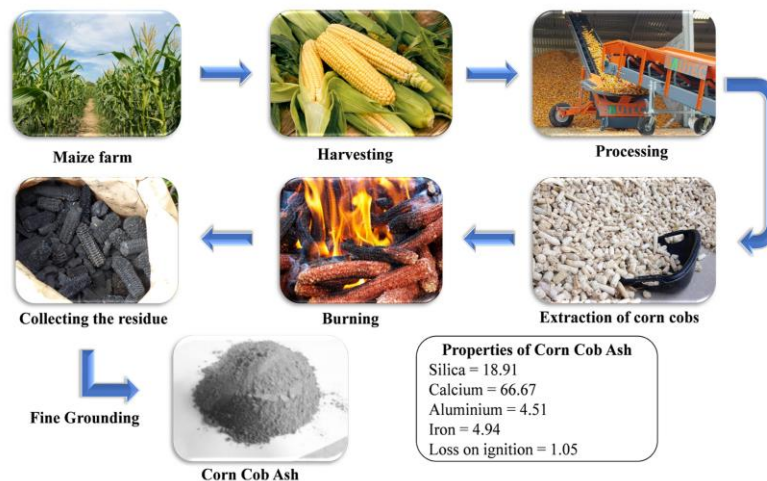 Maize farm
Harvesting
Processing
Extraction of corn cobs
Burning
Collecting the residue
Fine Grounding
Corn Cob Ash
Properties of Corn Cob Ash
Silica = 18.91
Calcium = 66.67
Aluminium = 4.51
Iron = 4.94
Loss on ignition = 1.05